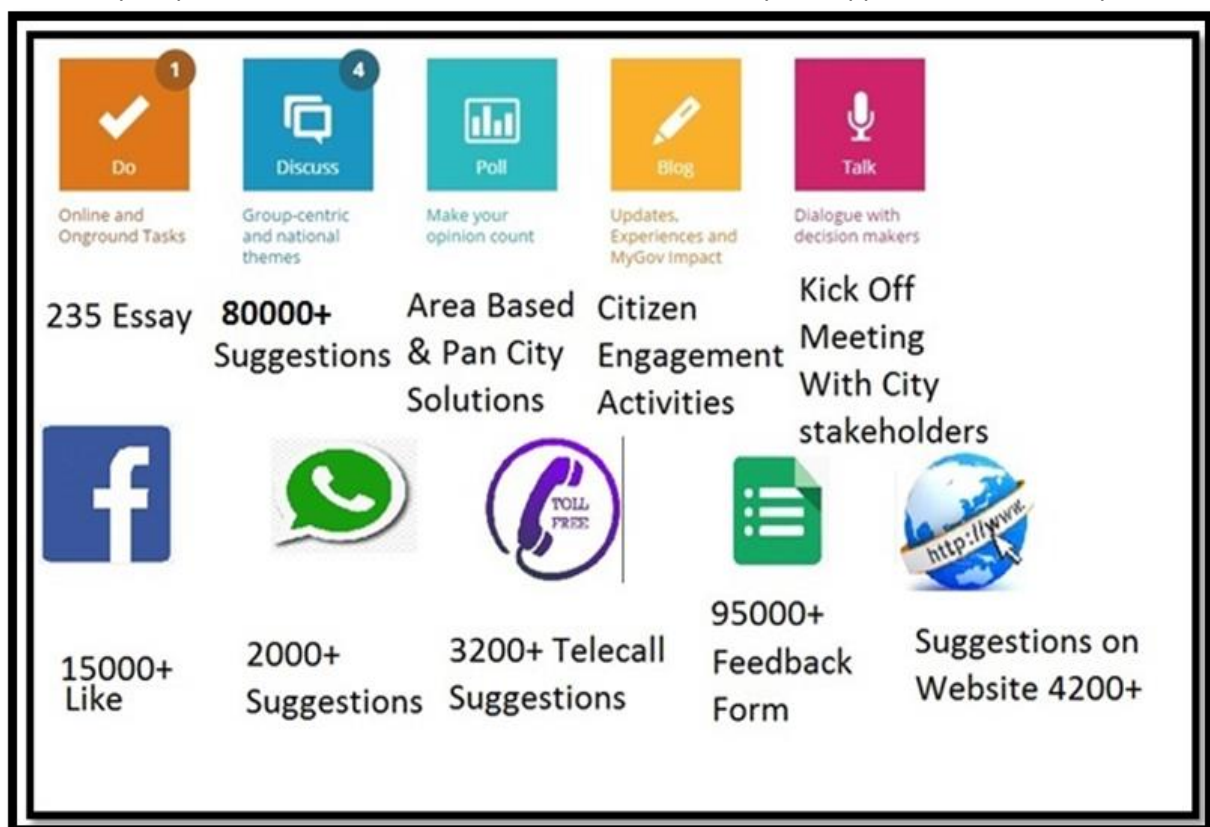 1
4
Do
Discuss
Poll
Blog
Talk
Online and
Onground Tasks
Group-centric
and national
themes
Make your
opinion count
Updates,
Experiences and
MyGov Impact
Dialogue with
decision makers
235 Essay
80000+
Suggestions
Area Based
& Pan City
Solutions
Citizen
Engagement
Activities
Kick Off
Meeting
With City
stakeholders
f
TOLL
FREE
http://www.
15000+
Like
2000+
Suggestions
3200+ Telecall
Suggestions
95000+
Feedback
Form
Suggestions on
Website 4200+